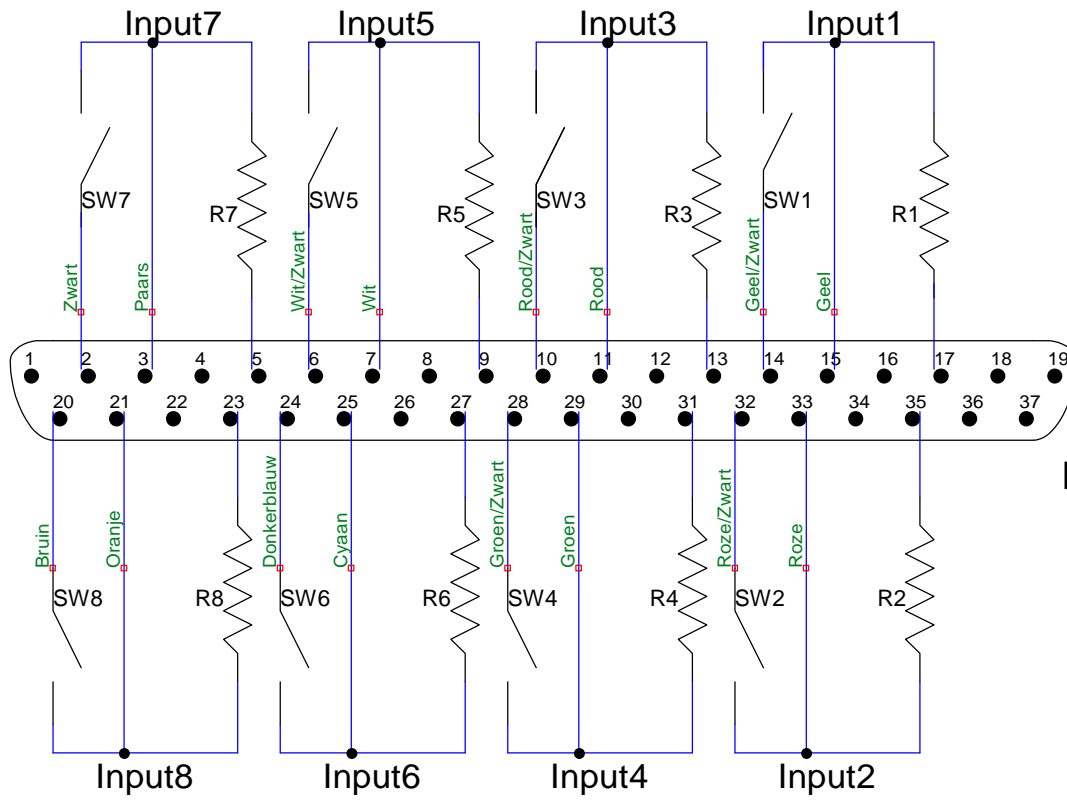 Input7 Input5 Input3 Input1
SW7 R7 SW5 R5 SW3 R3 SW1 R1
Zwart Paars Wit/Zwart Wit Rood/Zwart Rood Geel/Zwart Geel
1 2 3 4 5 6 7 8 9 10 11 12 13 14 15 16 17 18 19
20 21 22 23 24 25 26 27 28 29 30 31 32 33 34 35 36 37
Bruin Oranje Donkerblauw Cyaan Groen/Zwart Groen Roze/Zwart Roze
SW8 R8 SW6 R6 SW4 R4 SW2 R2
Input8 Input6 Input4 Input2